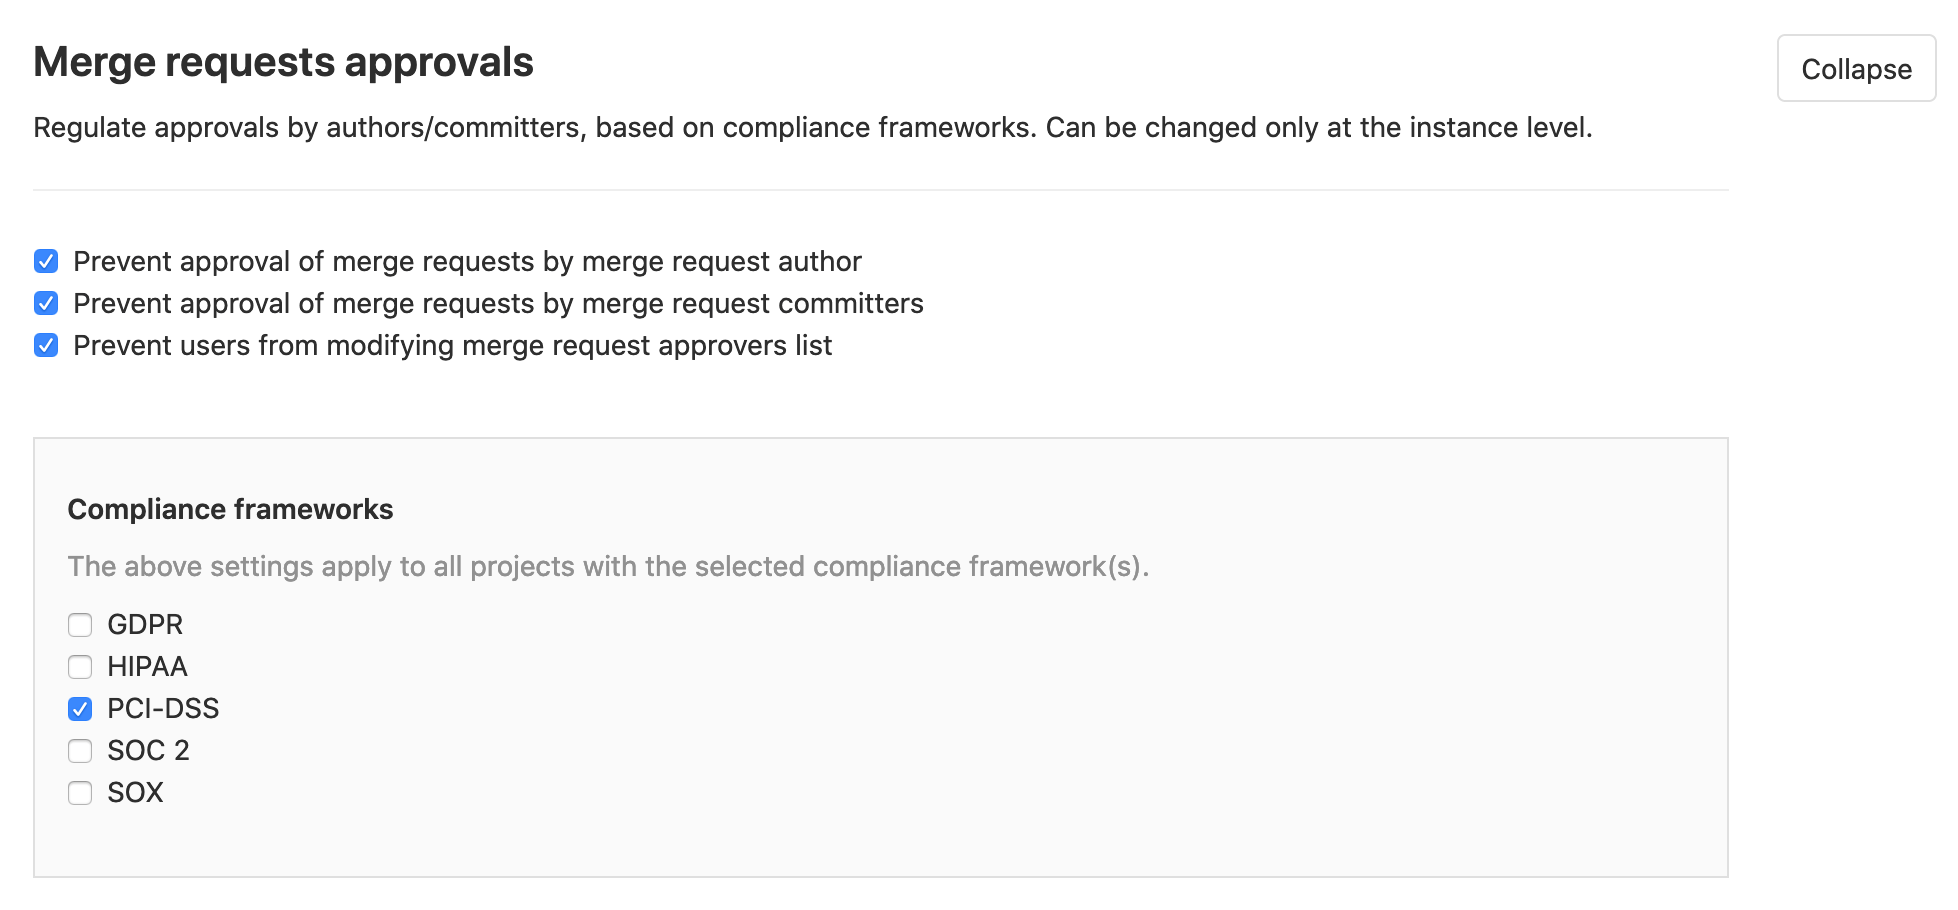 Merge requests approvals
Collapse
Regulate approvals by authors/committers, based on compliance frameworks. Can be changed only at the instance level.
Prevent approval of merge requests by merge request author
Prevent approval of merge requests by merge request committers
Prevent users from modifying merge request approvers list
Compliance frameworks
The above settings apply to all projects with the selected compliance framework(s).
GDPR
HIPAA
PCI-DSS
SOC 2
SOX